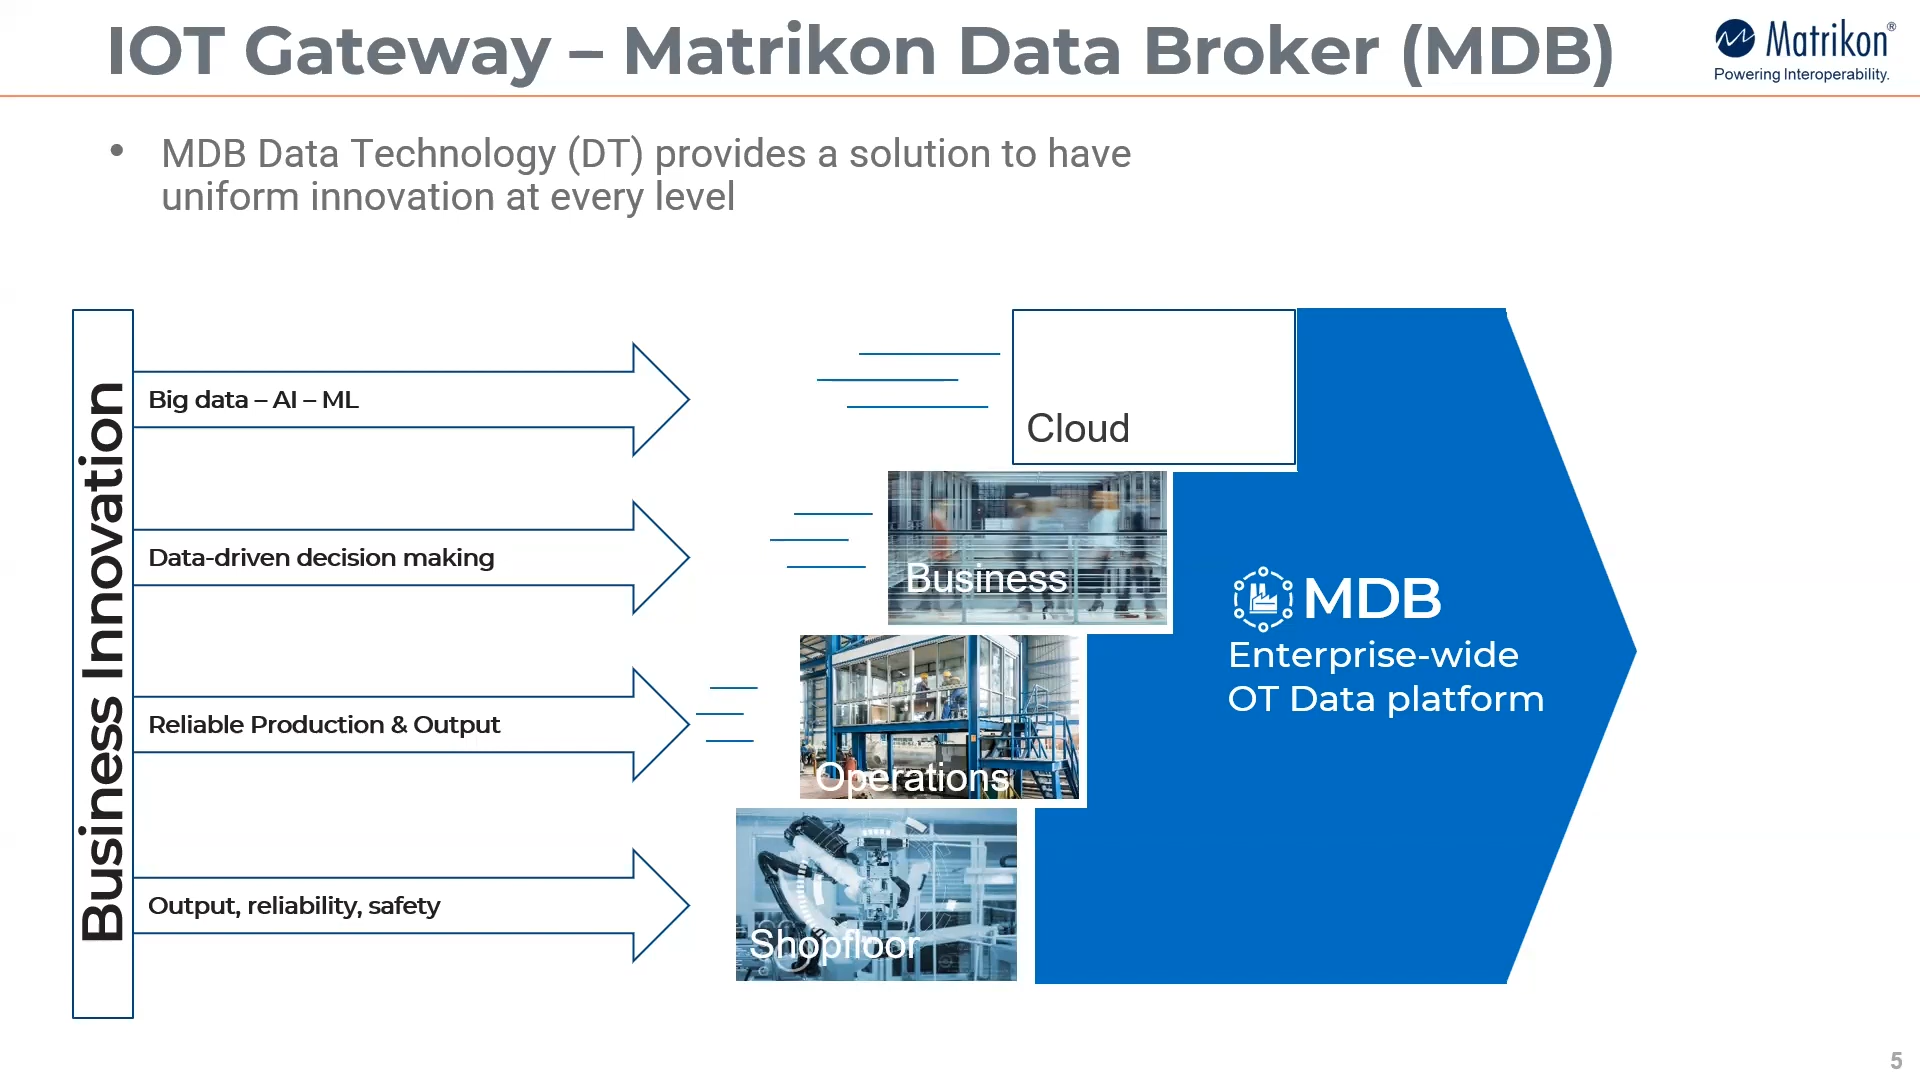 IOT Gateway – Matrikon Data Broker (MDB)
Matrikon®
Powering Interoperability.
• MDB Data Technology (DT) provides a solution to have
uniform innovation at every level
Business Innovation
Big data – AI – ML
Data-driven decision making
Reliable Production & Output
Output, reliability, safety
Cloud
Business
Operations
Shopfloor
MDB
Enterprise-wide
OT Data platform
5